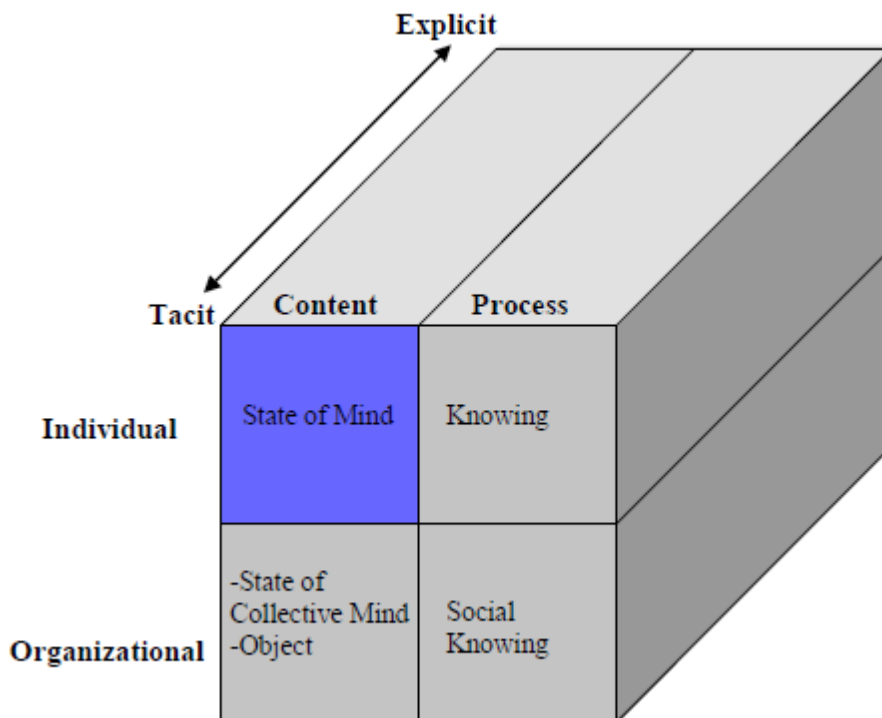 Explicit
Tacit
Content
Process
Individual
State of Mind
Knowing
Organizational
-State of
Collective Mind
-Object
Social
Knowing